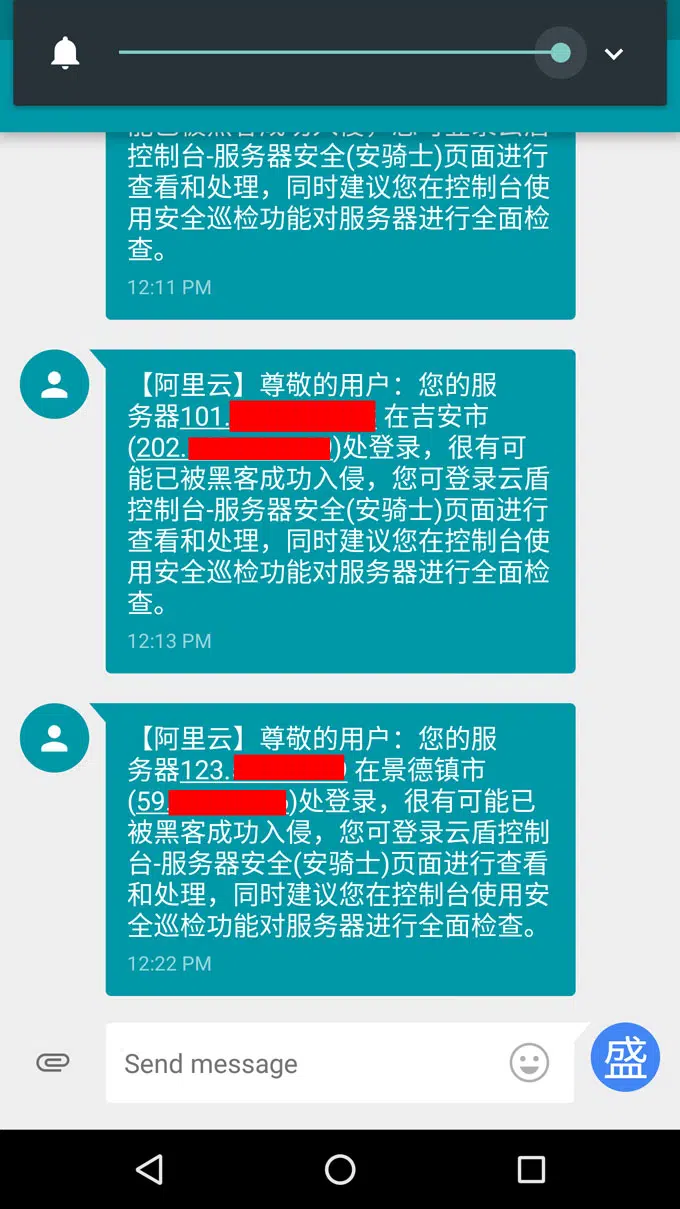 控制台-服务器安全(安骑士)页面进行
查看和处理，同时建议您在控制台使
用安全巡检功能对服务器进行全面检
查。
12:11 PM
【阿里云】尊敬的用户：您的服
务器101. 在吉安市
(202. )处登录，很有可
能已被黑客成功入侵，您可登录云盾
控制台-服务器安全(安骑士)页面进行
查看和处理，同时建议您在控制台使
用安全巡检功能对服务器进行全面检
查。
12:13 PM
【阿里云】尊敬的用户：您的服
务器123. 在景德镇市
(59. )处登录，很有可能已
被黑客成功入侵，您可登录云盾控制
台-服务器安全(安骑士)页面进行查看
和处理，同时建议您在控制台使用安
全巡检功能对服务器进行全面检查。
12:22 PM
Send message
盛